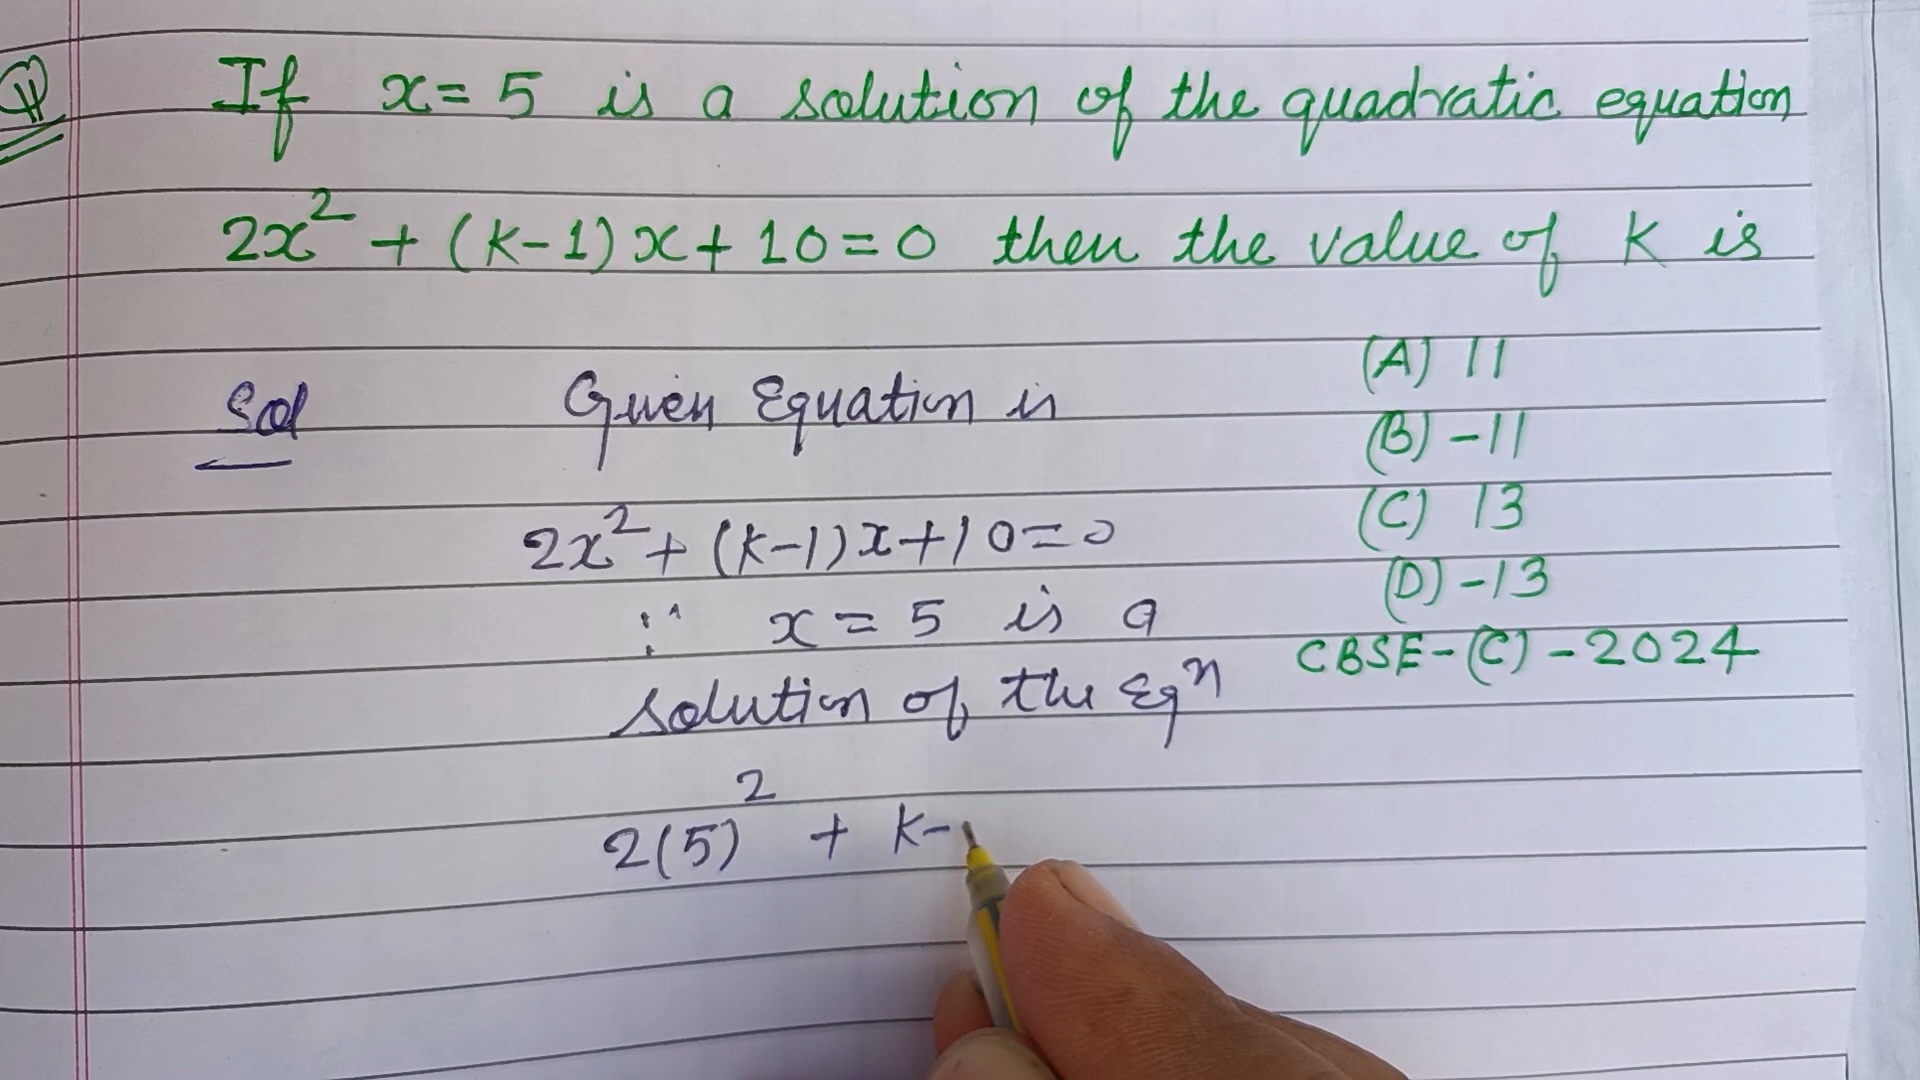 Q If x = 5 is a solution of the quadratic equation
2x² + (k-1)x + 10 = 0 then the value of k is
(A) 11
Sol Given Equation is
(B) -11
(C) 13
2x² + (k-1)x+10=0
(D) -13
∵ x = 5 is a
CBSE-(C)-2024
solution of the Eqⁿ
2(5)² + k-